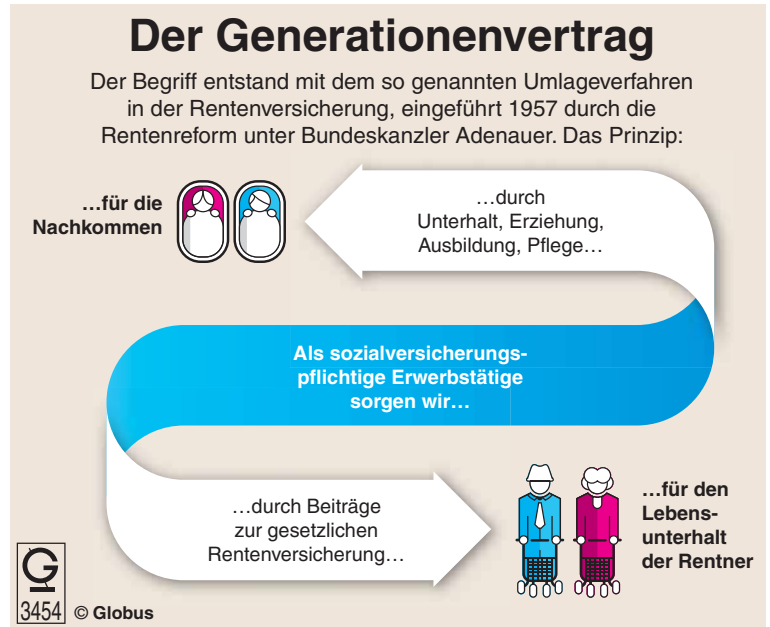 Der Generationenvertrag
Der Begriff entstand mit dem so genannten Umlageverfahren
in der Rentenversicherung, eingeführt 1957 durch die
Rentenreform unter Bundeskanzler Adenauer. Das Prinzip:
…für die
Nachkommen
…durch
Unterhalt, Erziehung,
Ausbildung, Pflege…
Als sozialversicherungs-
pflichtige Erwerbstätige
sorgen wir…
…durch Beiträge
zur gesetzlichen
Rentenversicherung…
…für den
Lebens-
unterhalt
der Rentner
G
3454 © Globus